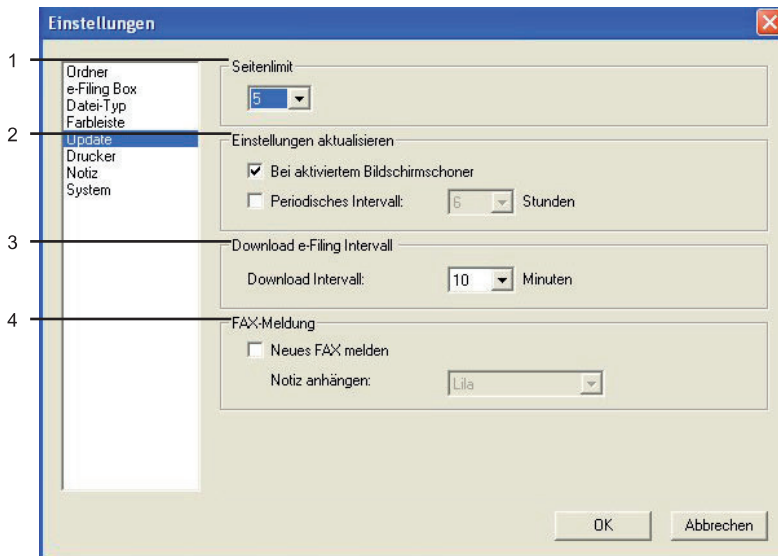 Einstellungen
1
Seitenlimit
Ordner
e-Filing Box
Datei-Typ
Farbleiste
Update
Drucker
Notiz
System
5
2
Einstellungen aktualisieren
Bei aktiviertem Bildschirmschoner
Periodisches Intervall: 6 Stunden
3
Download e-Filing Intervall
Download Intervall: 10 Minuten
4
FAX-Meldung
Neues FAX melden
Notiz anhängen: Lila
OK Abbrechen